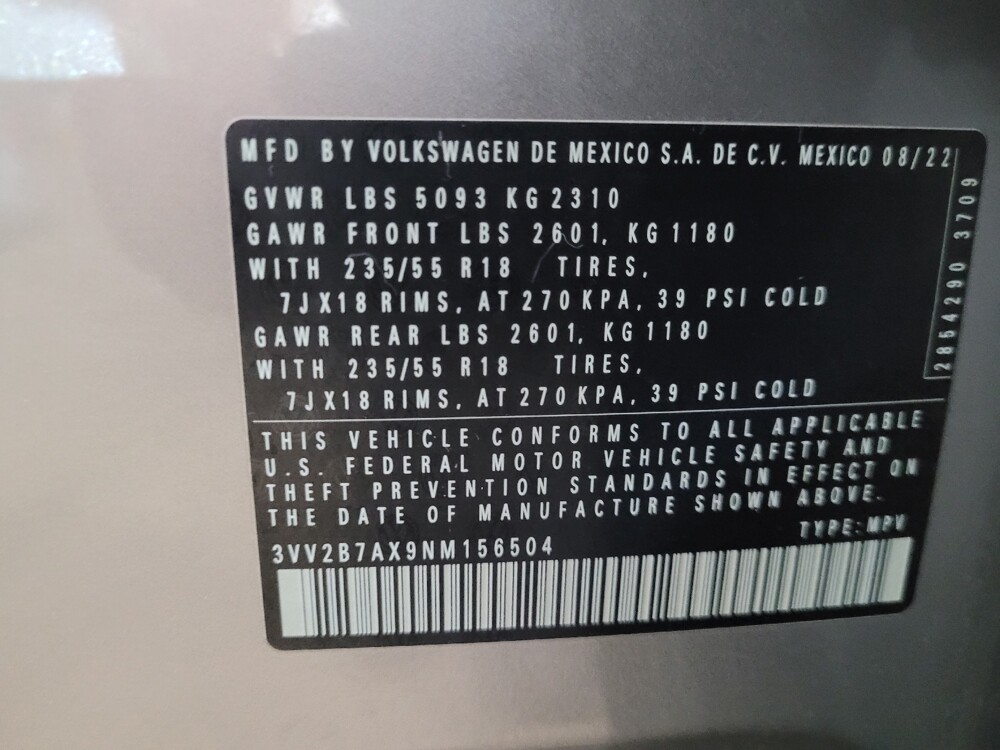 MFD BY VOLKSWAGEN DE MEXICO S.A. DE C.V. MEXICO 08/22
GVWR LBS 5093 KG 2310
GAWR FRONT LBS 2601, KG 1180
WITH 235/55 R18 TIRES,
7JX18 RIMS, AT 270 KPA, 39 PSI COLD
GAWR REAR LBS 2601, KG 1180
WITH 235/55 R18 TIRES,
7JX18 RIMS, AT 270 KPA, 39 PSI COLD
THIS VEHICLE CONFORMS TO ALL APPLICABLE
U.S. FEDERAL MOTOR VEHICLE SAFETY AND
THEFT PREVENTION STANDARDS IN EFFECT ON
THE DATE OF MANUFACTURE SHOWN ABOVE.
TYPE: MPV
3VV2B7AX9NM156504
2854290 3709